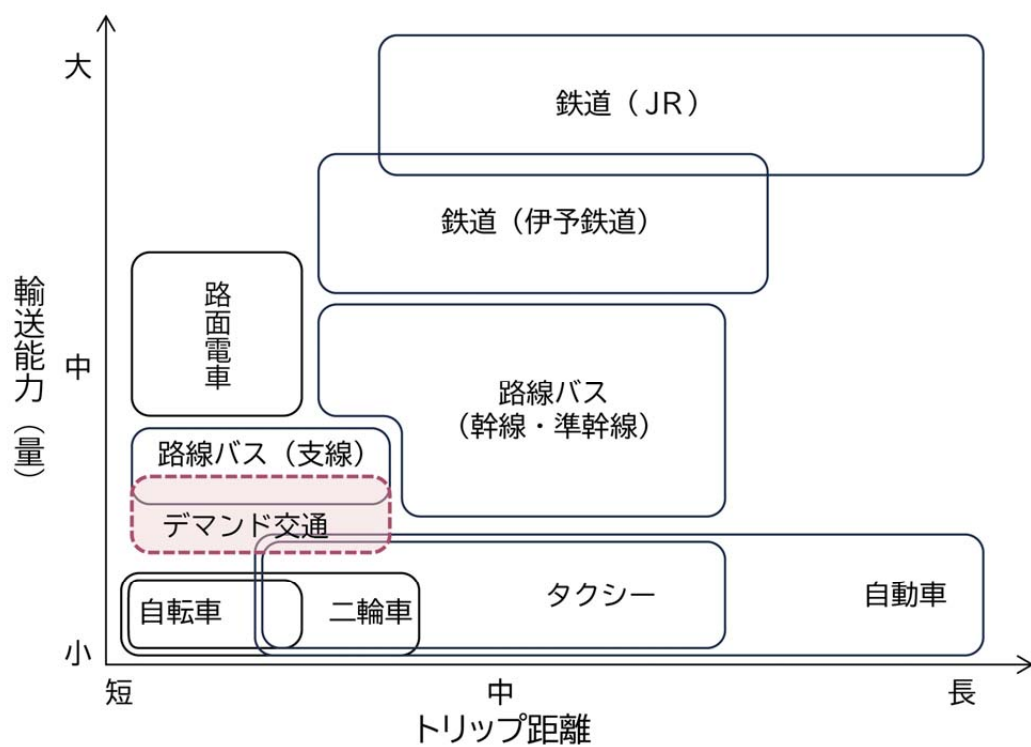 大
鉄道（JR）
鉄道（伊予鉄道）
輸送能力（量）
路面電車
中
路線バス
（幹線・準幹線）
路線バス（支線）
デマンド交通
自転車
二輪車
タクシー
自動車
小
短
中
長
トリップ距離